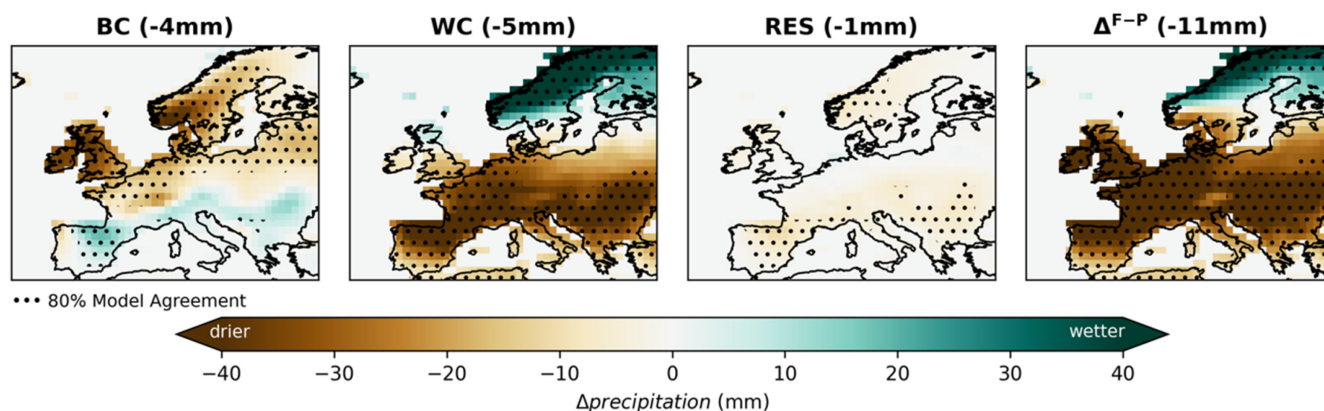 BC (-4mm) WC (-5mm) RES (-1mm) Δ^F−P (-11mm)
80% Model Agreement
drier wetter
−40 −30 −20 −10 0 10 20 30 40
Δprecipitation (mm)